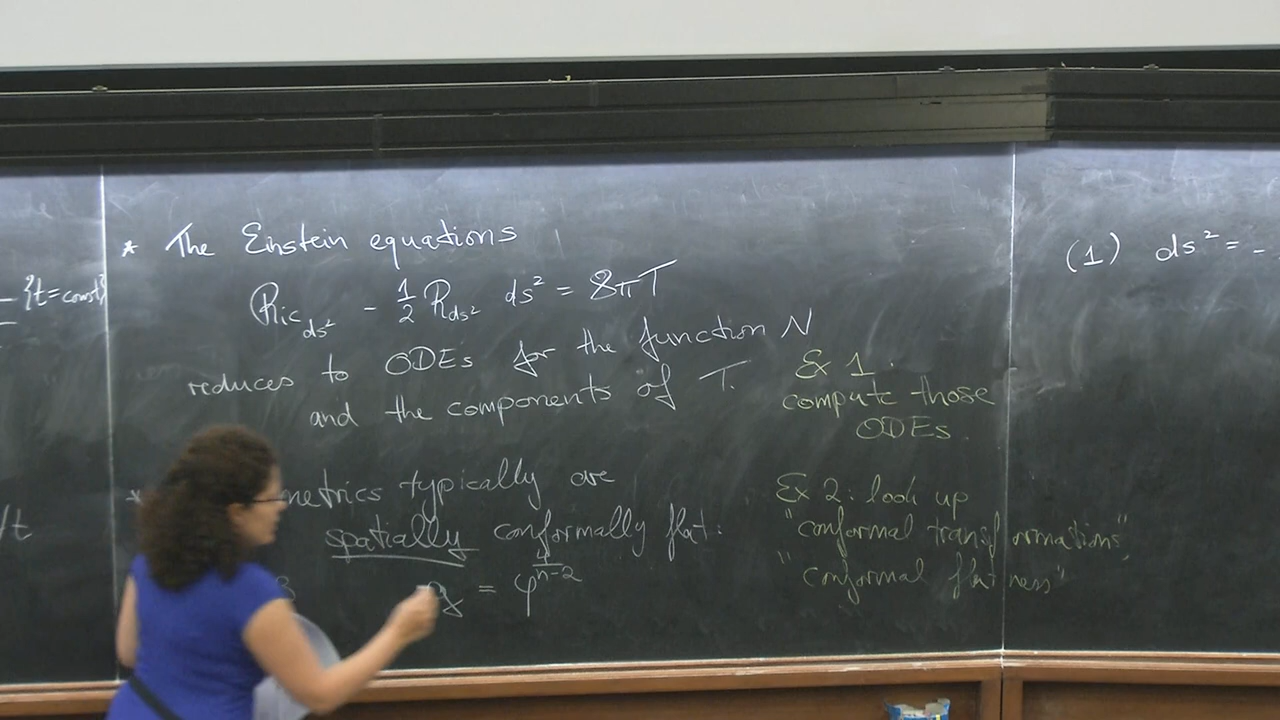 {t=const}
/t
* The Einstein equations
Ric_{ds²} - 1/2 R_{ds²} ds² = 8πT
reduces to ODEs for the function N
and the components of T.
Ex 1
compute those
ODEs.
* metrics typically are
spatially conformally flat:
g = φ^{4/(n-2)}
Ex 2: look up
"conformal transformations",
"conformal flatness"
(1) ds² = -